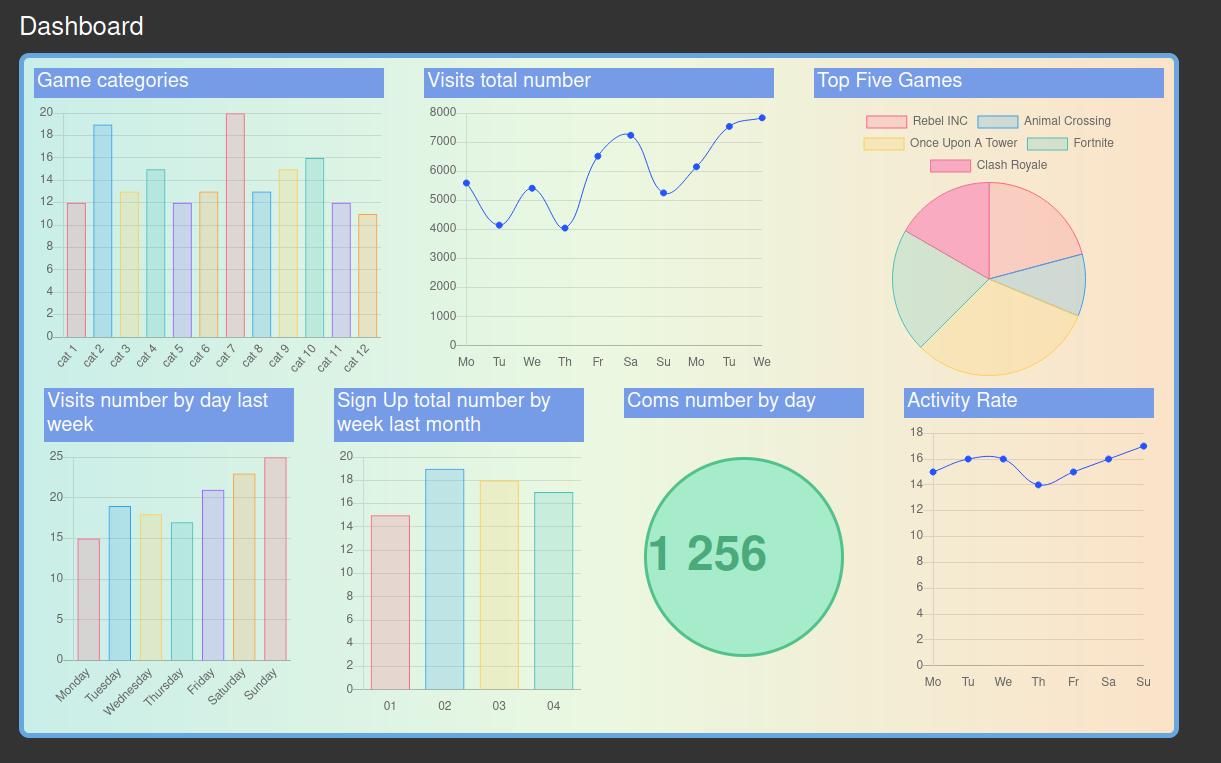 Dashboard
Game categories
20
18
16
14
12
10
8
6
4
2
0
cat 1
cat 2
cat 3
cat 4
cat 5
cat 6
cat 7
cat 8
cat 9
cat 10
cat 11
cat 12
Visits total number
8000
7000
6000
5000
4000
3000
2000
1000
0
Mo Tu We Th Fr Sa Su Mo Tu We
Top Five Games
Rebel INC Animal Crossing
Once Upon A Tower Fortnite
Clash Royale
Visits number by day last
week
25
20
15
10
5
0
Monday
Tuesday
Wednesday
Thursday
Friday
Saturday
Sunday
Sign Up total number by
week last month
20
18
16
14
12
10
8
6
4
2
0
01 02 03 04
Coms number by day
1 256
Activity Rate
18
16
14
12
10
8
6
4
2
0
Mo Tu We Th Fr Sa Su